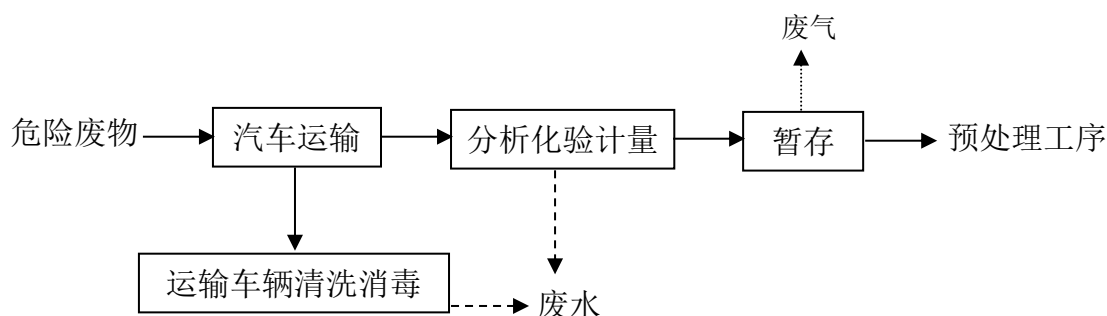 废气
危险废物
汽车运输
分析化验计量
暂存
预处理工序
运输车辆清洗消毒
废水